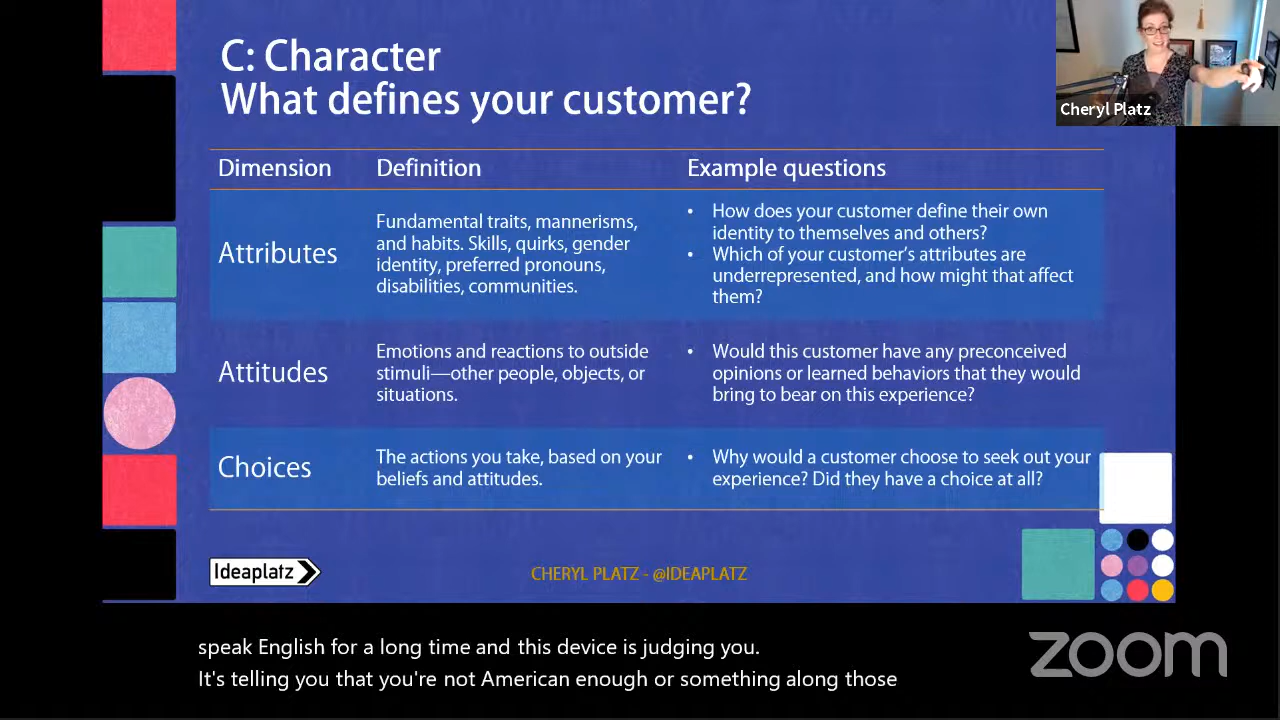 C: Character
What defines your customer?
Cheryl Platz
Dimension Definition Example questions
Attributes
Fundamental traits, mannerisms,
and habits. Skills, quirks, gender
identity, preferred pronouns,
disabilities, communities.
• How does your customer define their own
identity to themselves and others?
• Which of your customer's attributes are
underrepresented, and how might that affect
them?
Attitudes
Emotions and reactions to outside
stimuli—other people, objects, or
situations.
• Would this customer have any preconceived
opinions or learned behaviors that they would
bring to bear on this experience?
Choices
The actions you take, based on your
beliefs and attitudes.
• Why would a customer choose to seek out your
experience? Did they have a choice at all?
Ideaplatz
CHERYL PLATZ - @IDEAPLATZ
speak English for a long time and this device is judging you.
It's telling you that you're not American enough or something along those
zoom